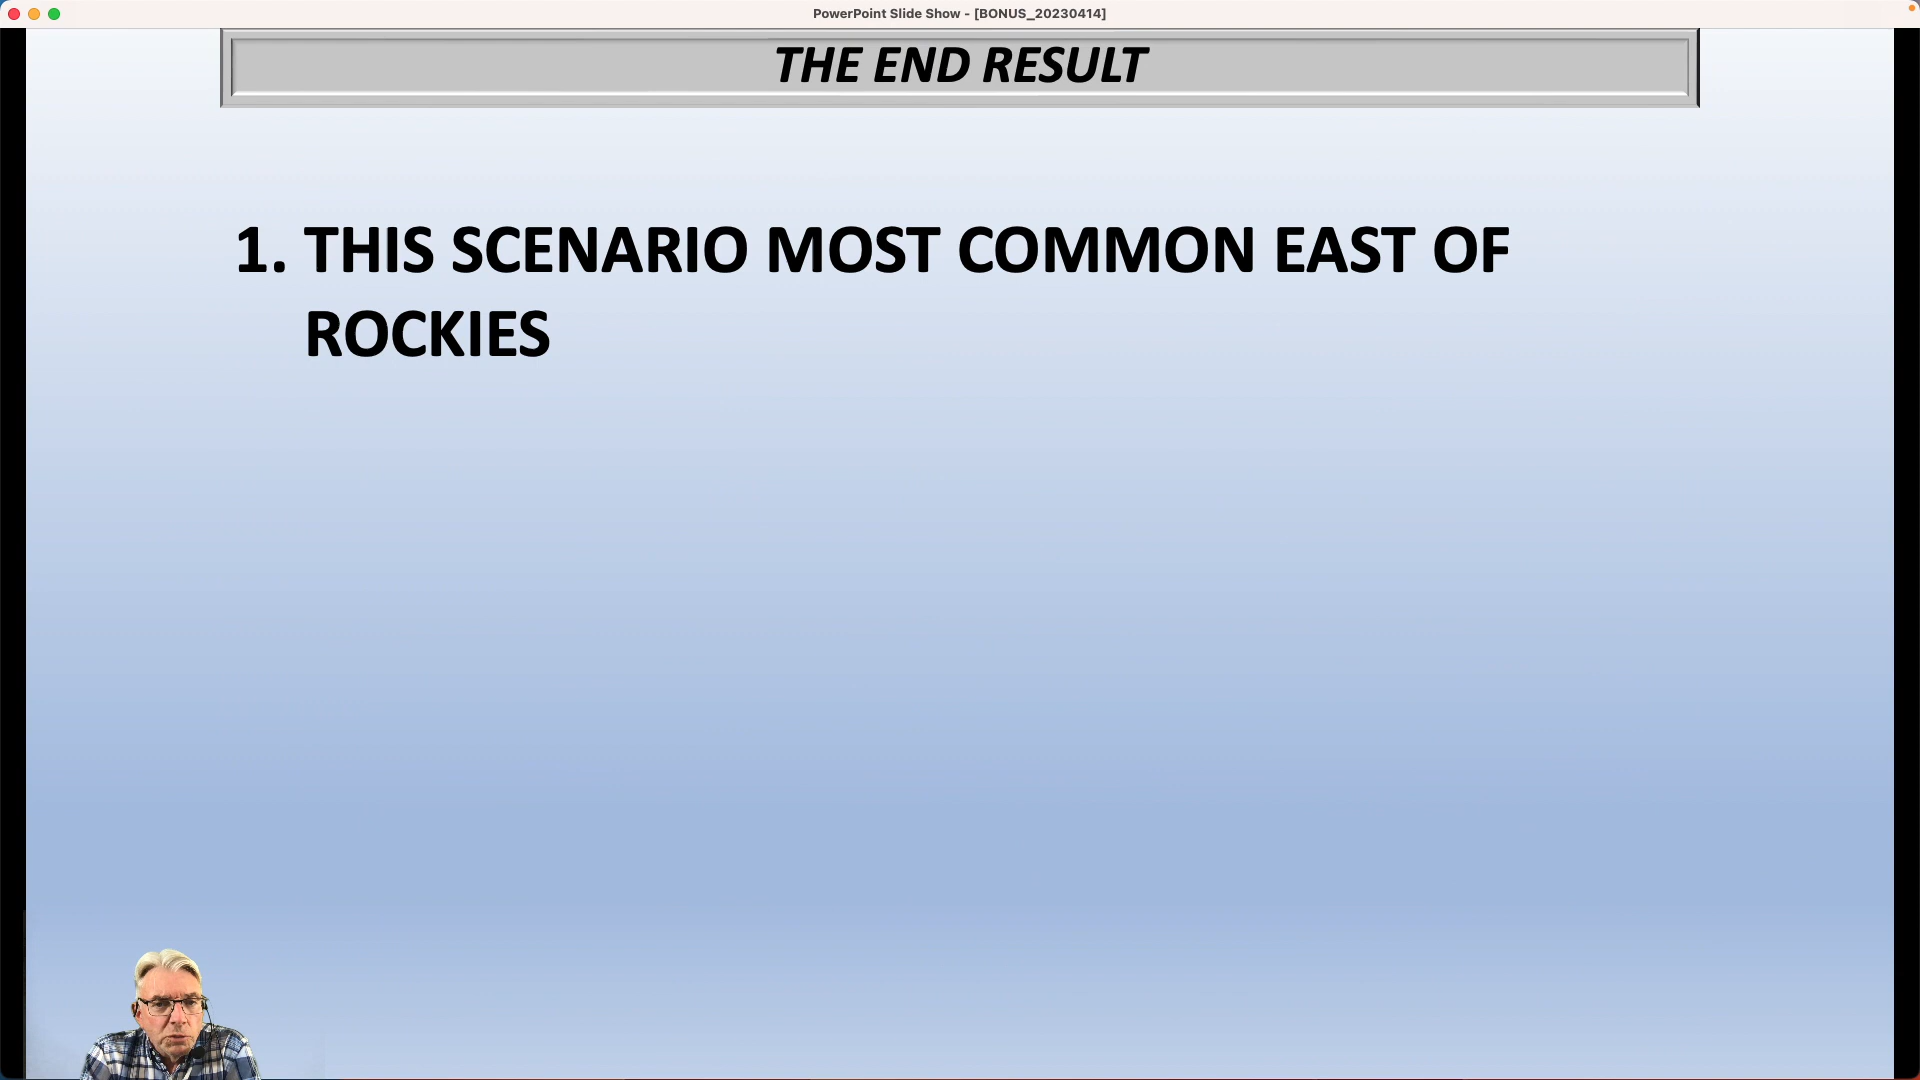 PowerPoint Slide Show - [BONUS_20230414]
THE END RESULT
1. THIS SCENARIO MOST COMMON EAST OF
ROCKIES